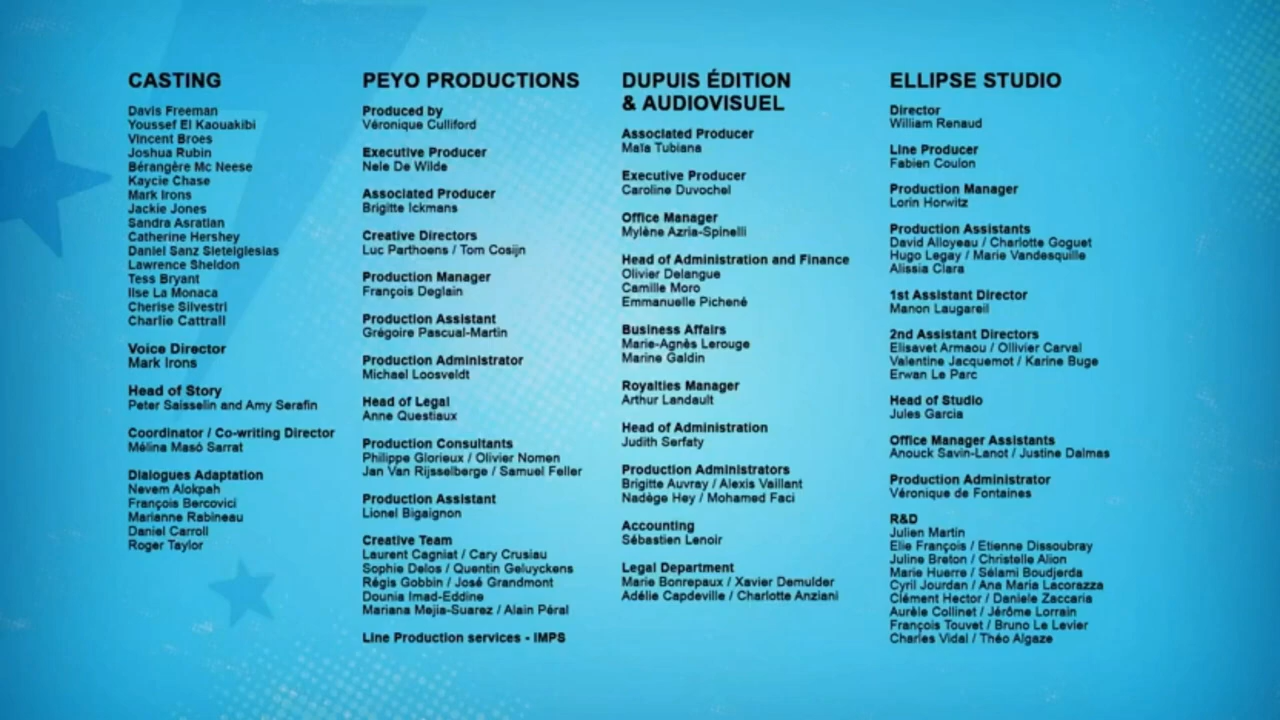 CASTING
Davis Freeman
Youssef El Kaouakibi
Vincent Broes
Joshua Rubin
Bérangère Mc Neese
Kaycie Chase
Mark Irons
Jackie Jones
Sandra Asratian
Catherine Hershey
Daniel Sanz Sieteiglesias
Lawrence Sheldon
Tess Bryant
Ilse La Monaca
Cherise Silvestri
Charlie Cattrall
Voice Director
Mark Irons
Head of Story
Peter Saisselin and Amy Serafin
Coordinator / Co-writing Director
Mélina Masó Sarrat
Dialogues Adaptation
Nevem Alokpah
François Bercovici
Marianne Rabineau
Daniel Carroll
Roger Taylor
PEYO PRODUCTIONS
Produced by
Véronique Culliford
Executive Producer
Nele De Wilde
Associated Producer
Brigitte Ickmans
Creative Directors
Luc Parthoens / Tom Cosijn
Production Manager
François Deglain
Production Assistant
Grégoire Pascual-Martin
Production Administrator
Michael Loosveldt
Head of Legal
Anne Questiaux
Production Consultants
Philippe Glorieux / Olivier Nomen
Jan Van Rijsselberge / Samuel Feller
Production Assistant
Lionel Bigaignon
Creative Team
Laurent Cagniat / Cary Crusiau
Sophie Delos / Quentin Geluyckens
Régis Gobbin / José Grandmont
Dounia Imad-Eddine
Mariana Mejia-Suarez / Alain Péral
Line Production services - IMPS
DUPUIS ÉDITION
& AUDIOVISUEL
Associated Producer
Maïa Tubiana
Executive Producer
Caroline Duvochel
Office Manager
Mylène Azria-Spinelli
Head of Administration and Finance
Olivier Delangue
Camille Moro
Emmanuelle Pichené
Business Affairs
Marie-Agnès Lerouge
Marine Galdin
Royalties Manager
Arthur Landault
Head of Administration
Judith Serfaty
Production Administrators
Brigitte Auvray / Alexis Vaillant
Nadège Hey / Mohamed Faci
Accounting
Sébastien Lenoir
Legal Department
Marie Bonrepaux / Xavier Demulder
Adélie Capdeville / Charlotte Anziani
ELLIPSE STUDIO
Director
William Renaud
Line Producer
Fabien Coulon
Production Manager
Lorin Horwitz
Production Assistants
David Alloyeau / Charlotte Goguet
Hugo Legay / Marie Vandesquille
Alissia Clara
1st Assistant Director
Manon Laugareil
2nd Assistant Directors
Elisavet Armaou / Ollivier Carval
Valentine Jacquemot / Karine Buge
Erwan Le Parc
Head of Studio
Jules Garcia
Office Manager Assistants
Anouck Savin-Lanot / Justine Dalmas
Production Administrator
Véronique de Fontaines
R&D
Julien Martin
Elie François / Etienne Dissoubray
Juline Breton / Christelle Alion
Marie Huerre / Sélami Boudjerda
Cyril Jourdan / Ana Maria Lacorazza
Clément Hector / Daniele Zaccaria
Aurèle Collinet / Jérôme Lorrain
François Touvet / Bruno Le Levier
Charles Vidal / Théo Algaze